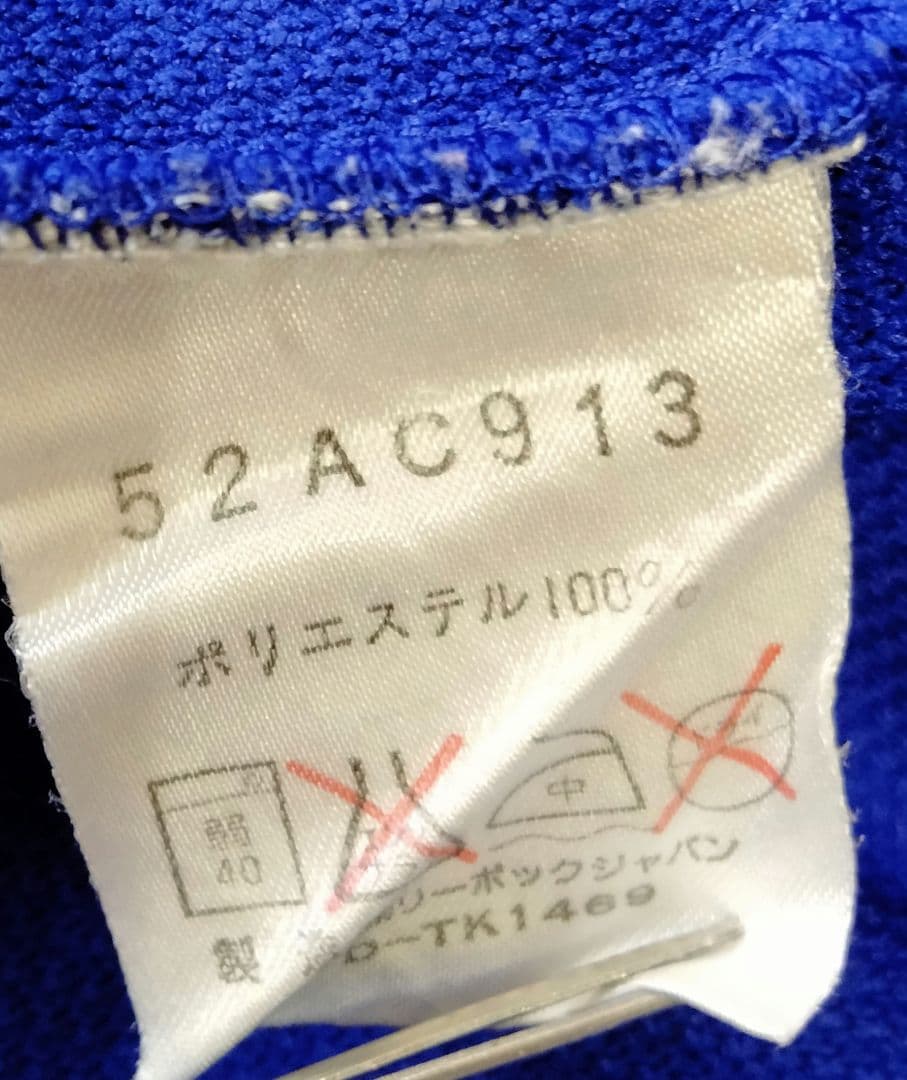 52AC913
ポリエステル100%
弱
40
中
リーボックジャパン
製
D-TK1469